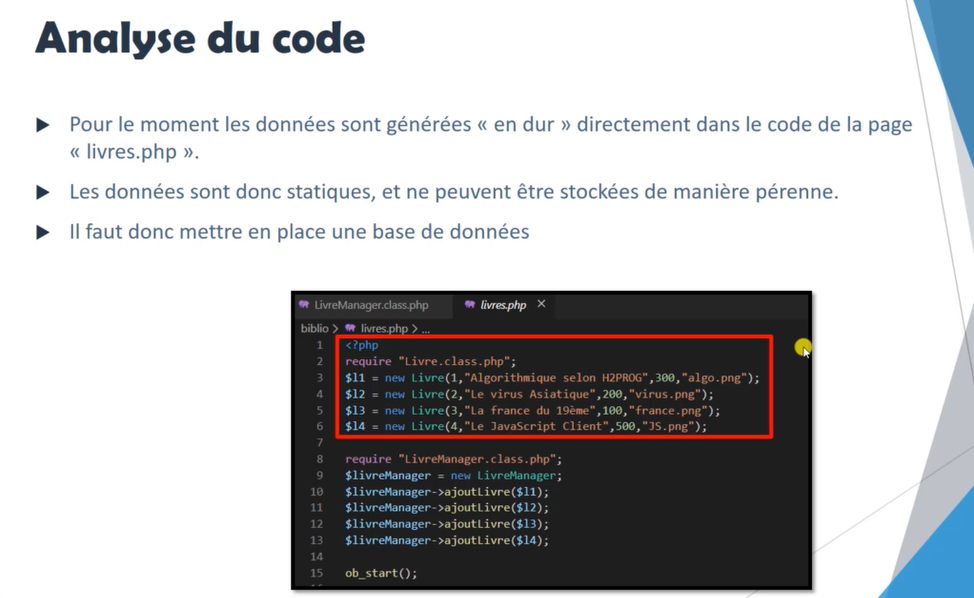 Analyse du code
Pour le moment les données sont générées « en dur » directement dans le code de la page
« livres.php ».
Les données sont donc statiques, et ne peuvent être stockées de manière pérenne.
Il faut donc mettre en place une base de données
LivreManager.class.php livres.php
biblio > livres.php > ...
1 <?php
2 require "Livre.class.php";
3 $l1 = new Livre(1,"Algorithmique selon H2PROG",300,"algo.png");
4 $l2 = new Livre(2,"Le virus Asiatique",200,"virus.png");
5 $l3 = new Livre(3,"La france du 19ème",100,"france.png");
6 $l4 = new Livre(4,"Le JavaScript Client",500,"JS.png");
7
8 require "LivreManager.class.php";
9 $livreManager = new LivreManager;
10 $livreManager->ajoutLivre($l1);
11 $livreManager->ajoutLivre($l2);
12 $livreManager->ajoutLivre($l3);
13 $livreManager->ajoutLivre($l4);
14
15 ob_start();